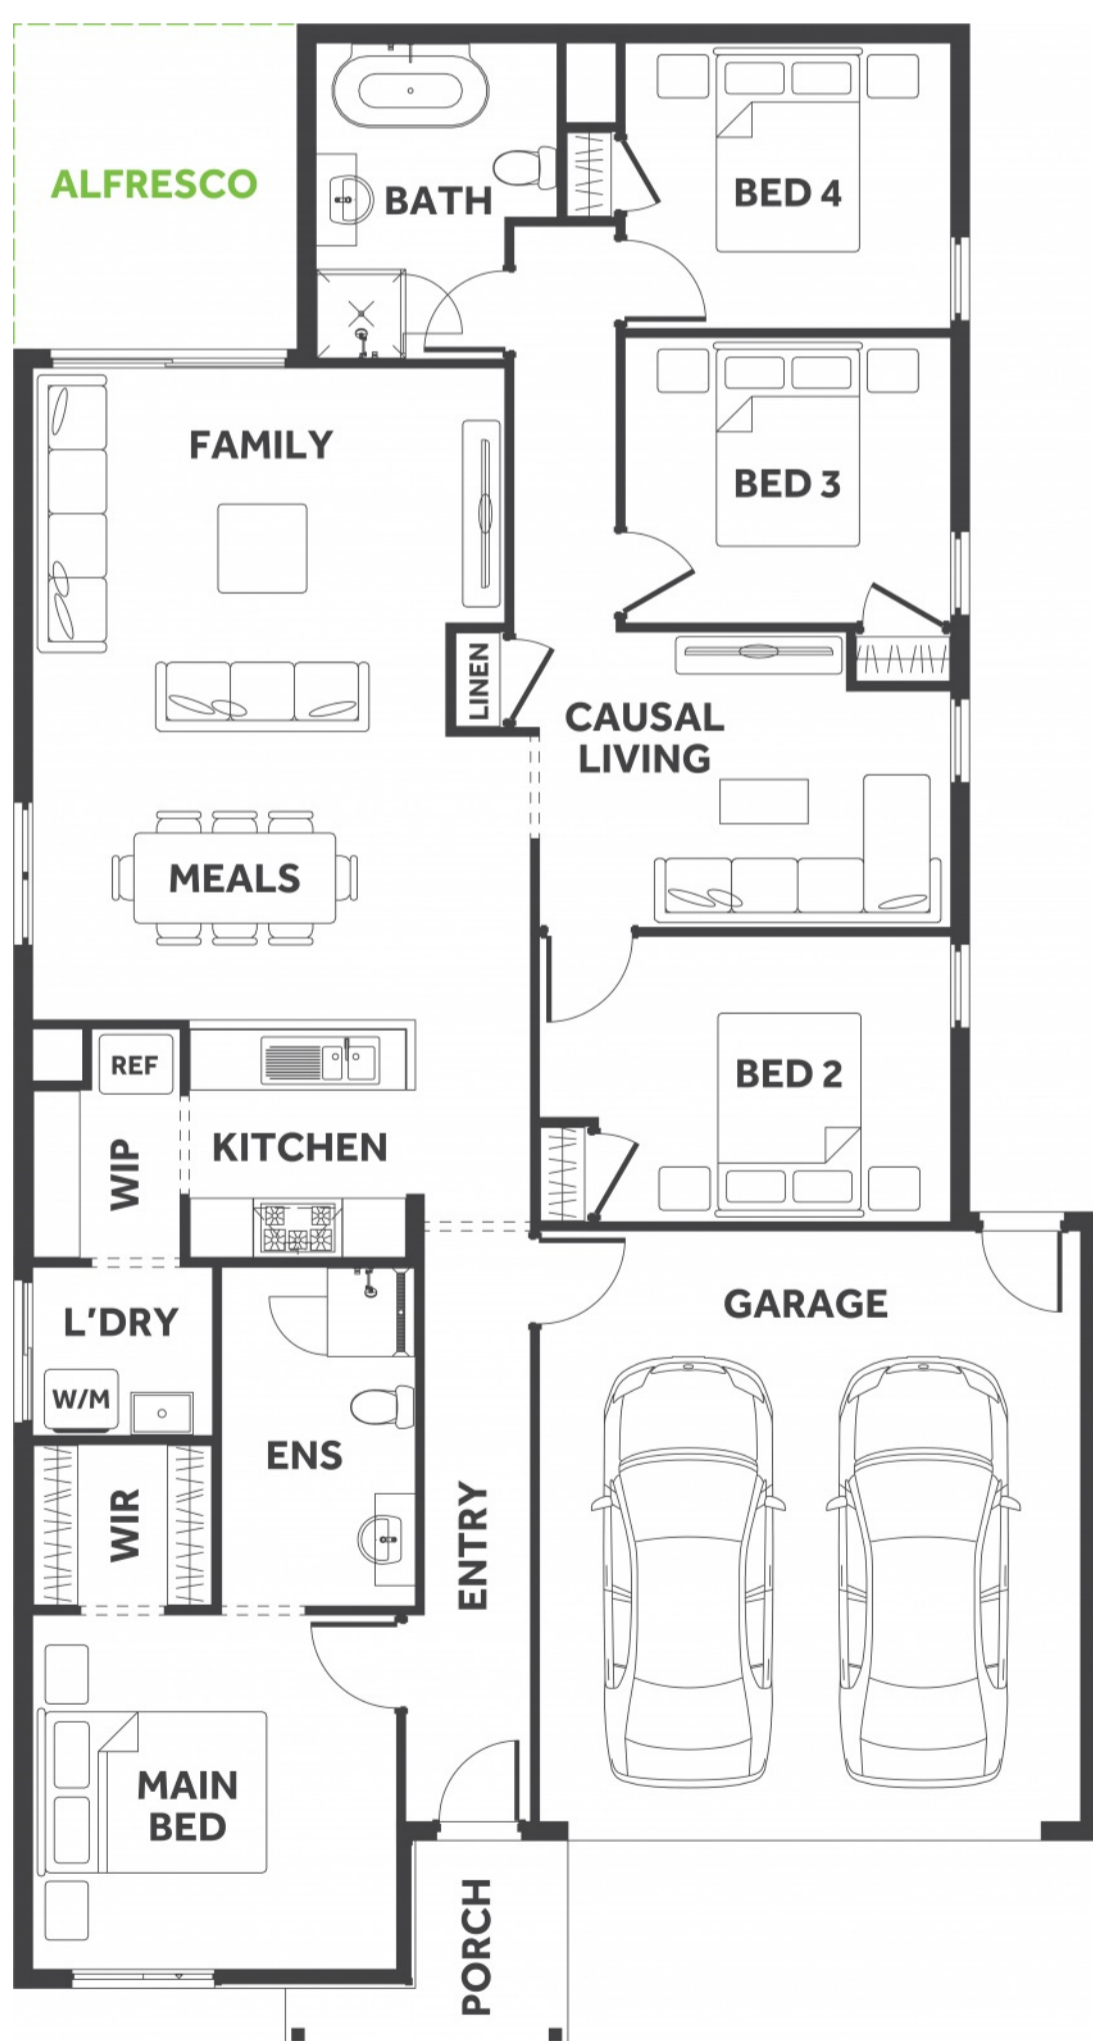 ALFRESCO
BATH
BED 4
FAMILY
BED 3
LINEN
CAUSAL
LIVING
MEALS
REF
BED 2
WIP
KITCHEN
L'DRY
GARAGE
W/M
ENS
WIR
ENTRY
MAIN
BED
PORCH